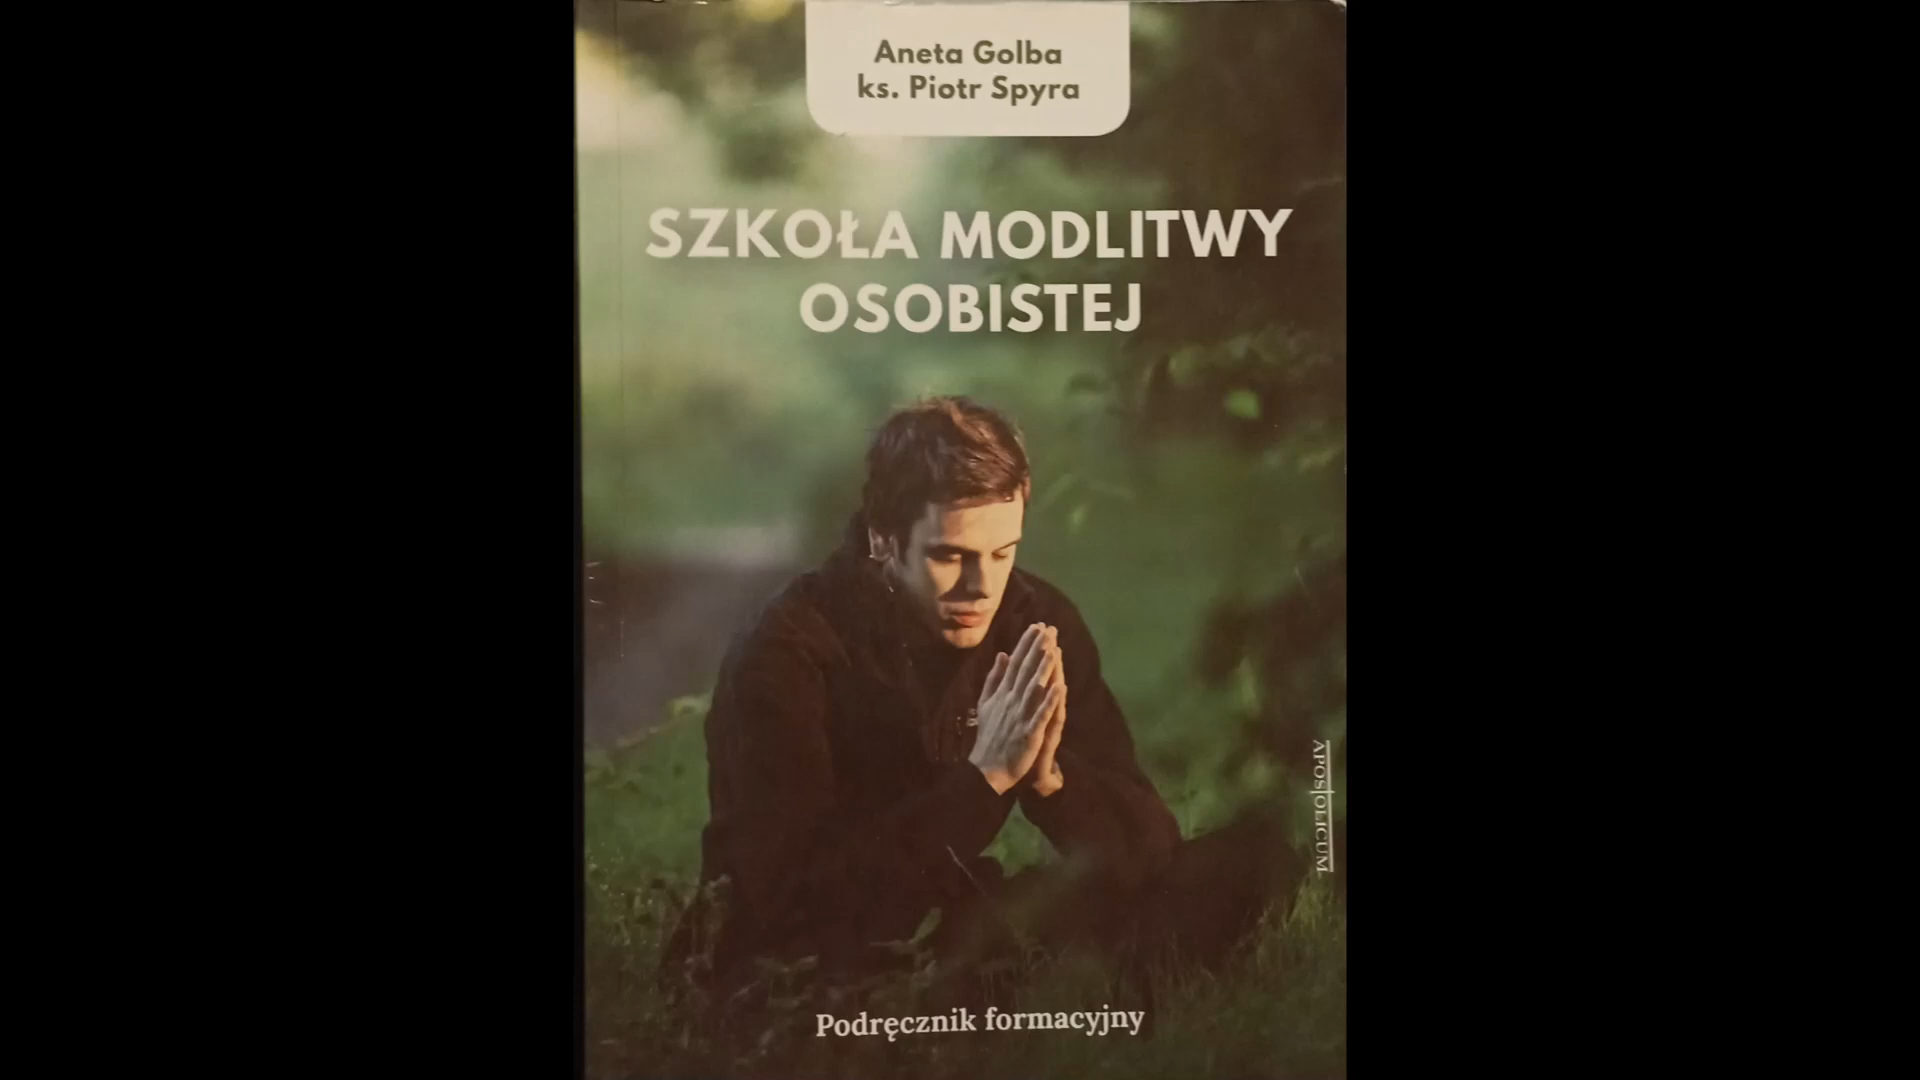 Aneta Golba
ks. Piotr Spyra
SZKOŁA MODLITWY
OSOBISTEJ
APOSTOLICUM
Podręcznik formacyjny